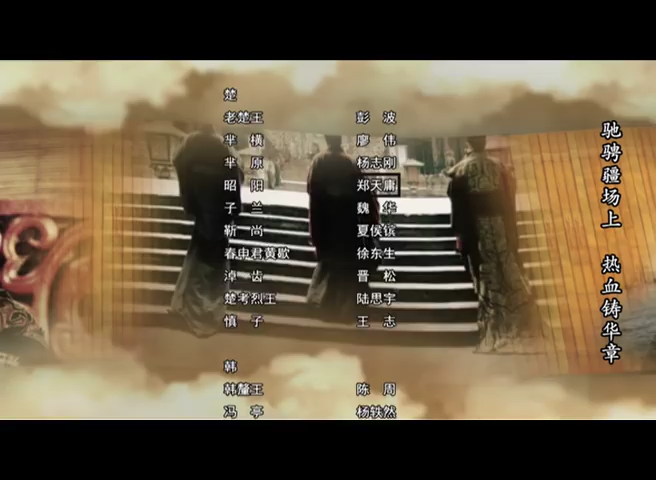 楚
老楚王 彭波
芈横 廖伟
芈原 杨志刚
昭阳 郑天庸
子兰 魏华
靳尚 夏侯镔
春申君黄歇 徐东生
淖齿 晋松
楚考烈王 陆思宇
慎子 王志
韩
韩釐王 陈周
冯亭 杨轶然
驰骋疆场上 热血铸华章